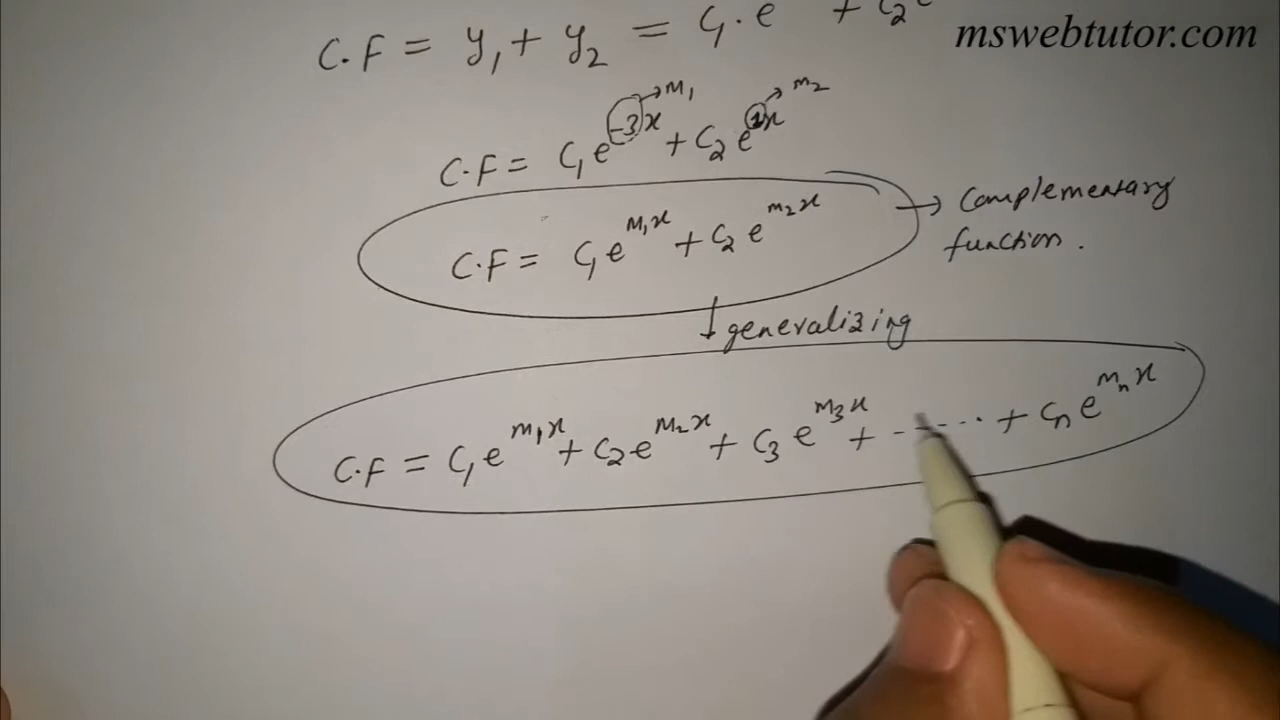 C.F = y₁ + y₂ = C₁.e + C₂
mswebtutor.com
C.F = C₁e^(-3x) + C₂e^(2x)
→ m₁ → m₂
C.F = C₁e^(m₁x) + C₂e^(m₂x) → Complementary
function.
↓ generalizing
C.F = C₁e^(m₁x) + C₂e^(m₂x) + C₃e^(m₃x) + ------ + Cₙe^(mₙx)